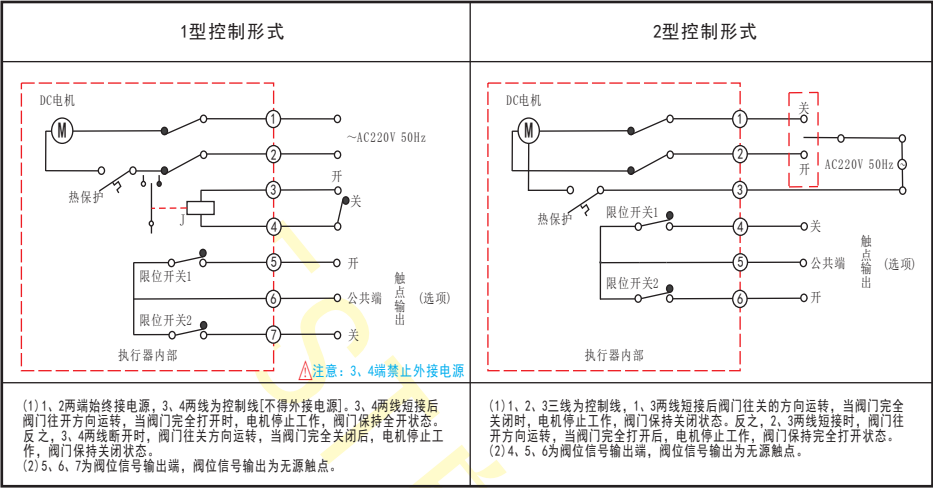 1型控制形式
DC电机
M
1
~AC220V 50Hz
2
开
热保护
3
关
J
4
5
开
限位开关1
触点输出
6
公共端
(选项)
限位开关2
7
关
执行器内部
注意：3、4端禁止外接电源
(1)1、2两端始终接电源，3、4两线为控制线[不得外接电源]。3、4两线短接后
阀门往开方向运转，当阀门完全打开时，电机停止工作，阀门保持全开状态。
反之，3、4两线断开时，阀门往关方向运转，当阀门完全关闭后，电机停止工
作，阀门保持关闭状态。
(2)5、6、7为阀位信号输出端，阀位信号输出为无源触点。
2型控制形式
DC电机
M
关
1
2
开
AC220V 50Hz
3
热保护
限位开关1
4
关
触点输出
5
公共端
(选项)
限位开关2
6
开
执行器内部
(1)1、2、3三线为控制线，1、3两线短接后阀门往关的方向运转，当阀门完全
关闭时，电机停止工作，阀门保持关闭状态。反之，2、3两线短接时，阀门往
开方向运转，当阀门完全打开后，电机停止工作，阀门保持完全打开状态。
(2)4、5、6为阀位信号输出端，阀位信号输出为无源触点。